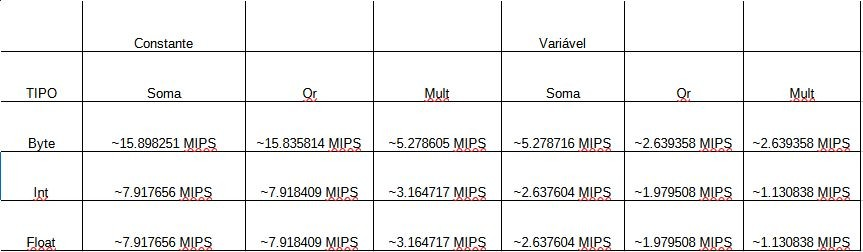 Constante Variável
TIPO Soma Or Mult Soma Or Mult
Byte ~15.898251 MIPS ~15.835814 MIPS ~5.278605 MIPS ~5.278716 MIPS ~2.639358 MIPS ~2.639358 MIPS
Int ~7.917656 MIPS ~7.918409 MIPS ~3.164717 MIPS ~2.637604 MIPS ~1.979508 MIPS ~1.130838 MIPS
Float ~7.917656 MIPS ~7.918409 MIPS ~3.164717 MIPS ~2.637604 MIPS ~1.979508 MIPS ~1.130838 MIPS